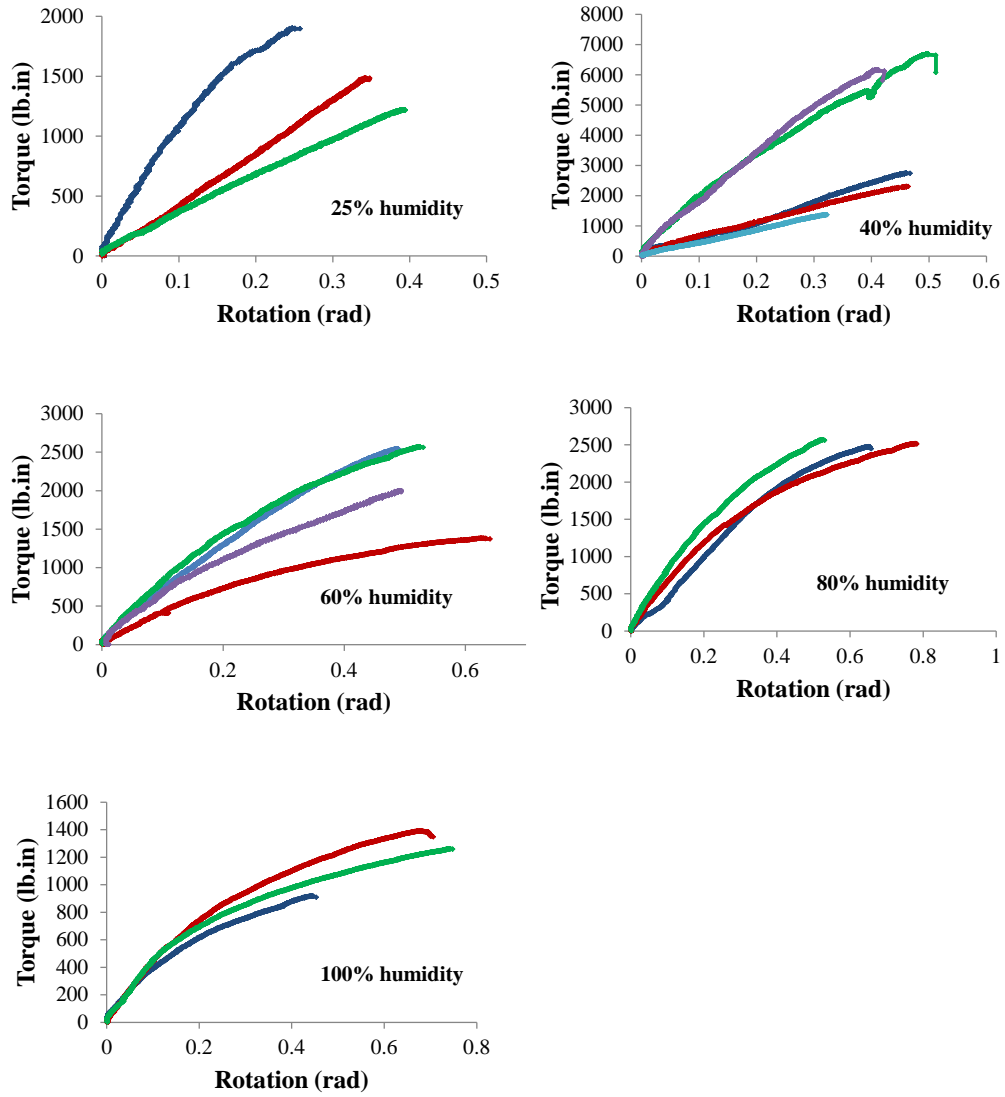 2000
1500
1000
500
0
Torque (lb.in)
25% humidity
0 0.1 0.2 0.3 0.4 0.5
Rotation (rad)
8000
7000
6000
5000
4000
3000
2000
1000
0
Torque (lb.in)
40% humidity
0 0.1 0.2 0.3 0.4 0.5 0.6
Rotation (rad)
3000
2500
2000
1500
1000
500
0
Torque (lb.in)
60% humidity
0 0.2 0.4 0.6
Rotation (rad)
3000
2500
2000
1500
1000
500
0
Torque (lb.in)
80% humidity
0 0.2 0.4 0.6 0.8 1
Rotation (rad)
1600
1400
1200
1000
800
600
400
200
0
Torque (lb.in)
100% humidity
0 0.2 0.4 0.6 0.8
Rotation (rad)